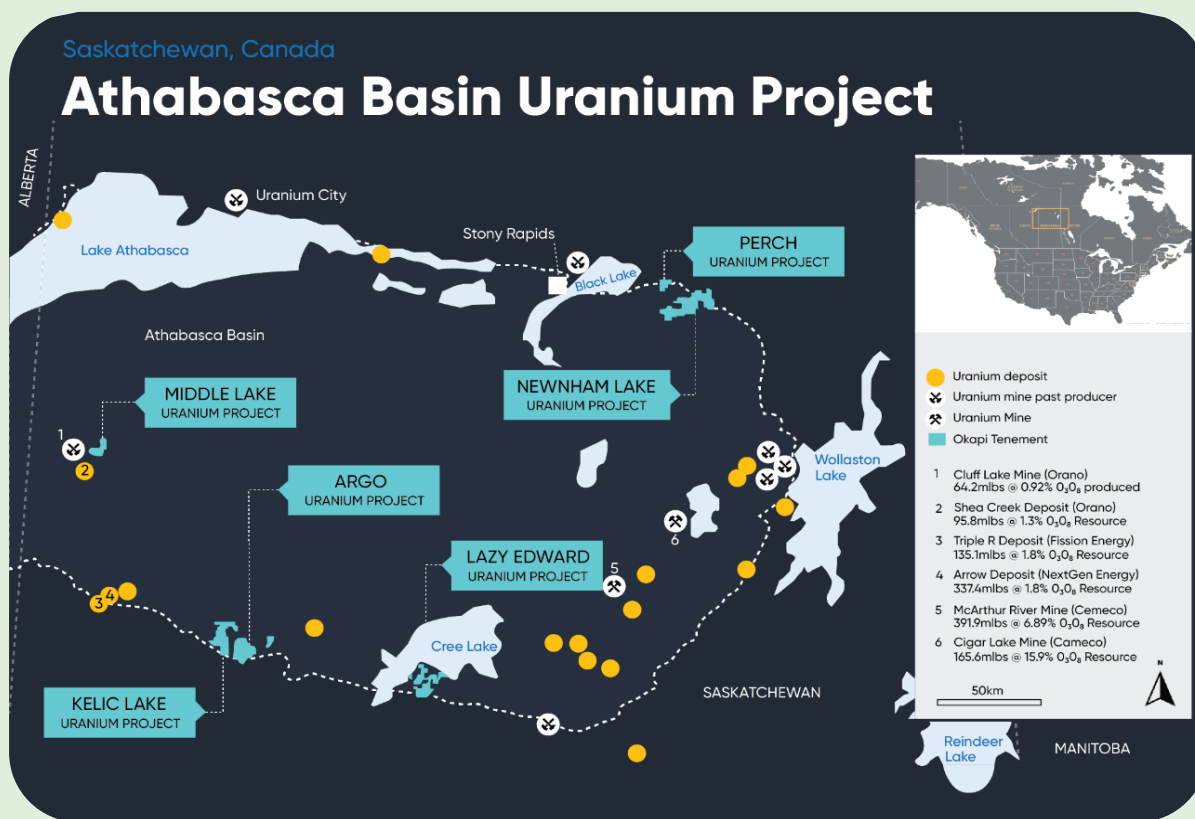 Saskatchewan, Canada
Athabasca Basin Uranium Project
ALBERTA
Uranium City
Lake Athabasca
Stony Rapids
Black Lake
PERCH
URANIUM PROJECT
Athabasca Basin
MIDDLE LAKE
URANIUM PROJECT
NEWNHAM LAKE
URANIUM PROJECT
1
2
ARGO
URANIUM PROJECT
Wollaston
Lake
6
LAZY EDWARD
URANIUM PROJECT
5
3
4
Cree Lake
KELIC LAKE
URANIUM PROJECT
SASKATCHEWAN
Reindeer
Lake
MANITOBA
Uranium deposit
Uranium mine past producer
Uranium Mine
Okapi Tenement
1 Cluff Lake Mine (Orano)
64.2mlbs @ 0.92% 0₃0₈ produced
2 Shea Creek Deposit (Orano)
95.8mlbs @ 1.3% 0₃0₈ Resource
3 Triple R Deposit (Fission Energy)
135.1mlbs @ 1.8% 0₃0₈ Resource
4 Arrow Deposit (NextGen Energy)
337.4mlbs @ 1.8% 0₃0₈ Resource
5 McArthur River Mine (Cemeco)
391.9mlbs @ 6.89% 0₃0₈ Resource
6 Cigar Lake Mine (Cameco)
165.6mlbs @ 15.9% 0₃0₈ Resource
50km
N